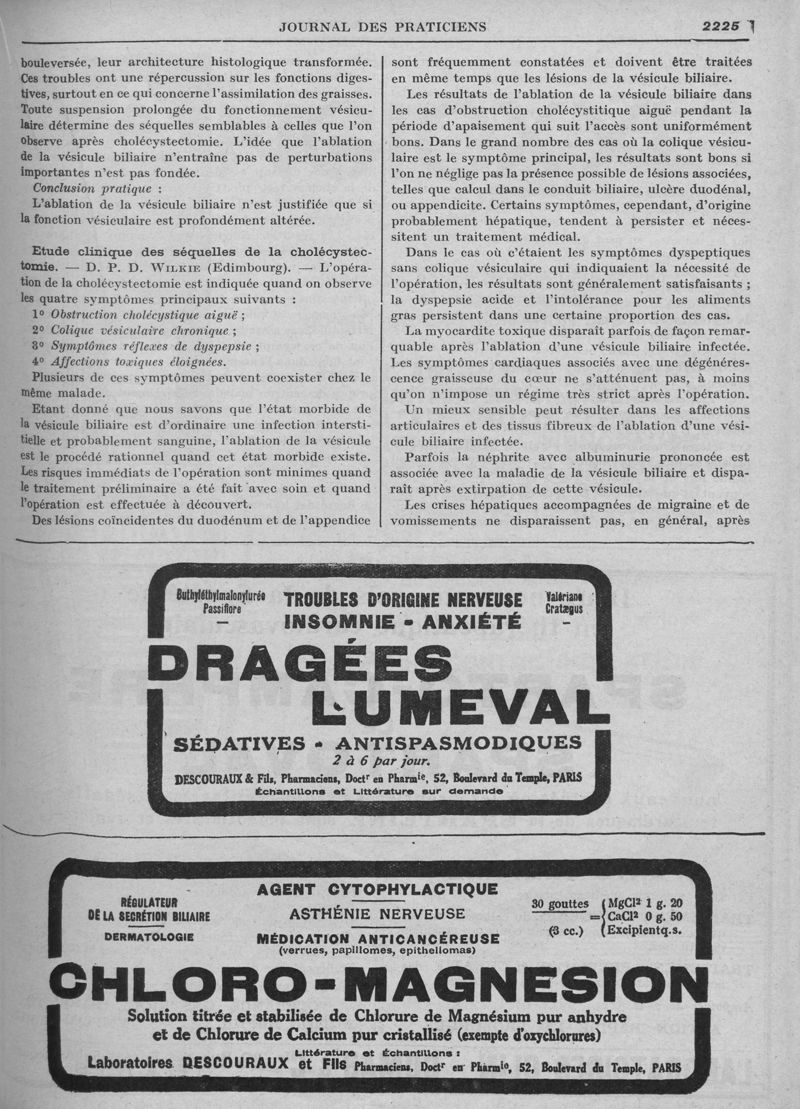 JOURNAL DES PRATICIENS
2225
bouleversée, leur architecture histologique transformée.
Ces troubles ont une répercussion sur les fonctions diges-
tives, surtout en ce qui concerne l'assimilation des graisses.
Toute suspension prolongée du fonctionnement vésicu-
laire détermine des séquelles semblables à celles que l'on
observe après cholécystectomie. L'idée que l'ablation
de la vésicule biliaire n'entraîne pas de perturbations
importantes n'est pas fondée.
Conclusion pratique :
L'ablation de la vésicule biliaire n'est justifiée que si
la fonction vésiculaire est profondément altérée.
Etude clinique des séquelles de la cholécystec-
tomie. — D. P. D. WILKIE (Edimbourg). — L'opéra-
tion de la cholécystectomie est indiquée quand on observe
les quatre symptômes principaux suivants :
1º Obstruction cholécystique aiguë ;
2º Colique vésiculaire chronique ;
3º Symptômes réflexes de dyspepsie ;
4º Affections toxiques éloignées.
Plusieurs de ces symptômes peuvent coexister chez le
même malade.
Etant donné que nous savons que l'état morbide de
la vésicule biliaire est d'ordinaire une infection intersti-
tielle et probablement sanguine, l'ablation de la vésicule
est le procédé rationnel quand cet état morbide existe.
Les risques immédiats de l'opération sont minimes quand
le traitement préliminaire a été fait avec soin et quand
l'opération est effectuée à découvert.
Des lésions coïncidentes du duodénum et de l'appendice
sont fréquemment constatées et doivent être traitées
en même temps que les lésions de la vésicule biliaire.
Les résultats de l'ablation de la vésicule biliaire dans
les cas d'obstruction cholécystitique aiguë pendant la
période d'apaisement qui suit l'accès sont uniformément
bons. Dans le grand nombre des cas où la colique vésicu-
laire est le symptôme principal, les résultats sont bons si
l'on ne néglige pas la présence possible de lésions associées,
telles que calcul dans le conduit biliaire, ulcère duodénal,
ou appendicite. Certains symptômes, cependant, d'origine
probablement hépatique, tendent à persister et néces-
sitent un traitement médical.
Dans le cas où c'étaient les symptômes dyspeptiques
sans colique vésiculaire qui indiquaient la nécessité de
l'opération, les résultats sont généralement satisfaisants ;
la dyspepsie acide et l'intolérance pour les aliments
gras persistent dans une certaine proportion des cas.
La myocardite toxique disparaît parfois de façon remar-
quable après l'ablation d'une vésicule biliaire infectée.
Les symptômes cardiaques associés avec une dégénéres-
cence graisseuse du cœur ne s'atténuent pas, à moins
qu'on n'impose un régime très strict après l'opération.
Un mieux sensible peut résulter dans les affections
articulaires et des tissus fibreux de l'ablation d'une vési-
cule biliaire infectée.
Parfois la néphrite avec albuminurie prononcée est
associée avec la maladie de la vésicule biliaire et dispa-
raît après extirpation de cette vésicule.
Les crises hépatiques accompagnées de migraine et de
vomissements ne disparaissent pas, en général, après
Buthyléthylmalonylurée
Passiflore
—
TROUBLES D'ORIGINE NERVEUSE
INSOMNIE - ANXIÉTÉ
Valériane
Cratægus
—
DRAGÉES
LUMEVAL
SÉDATIVES - ANTISPASMODIQUES
2 à 6 par jour.
DESCOURAUX & Fils, Pharmaciens, Doctr en Pharmie, 52, Boulevard du Temple, PARIS
Échantillons et Littérature sur demande
RÉGULATEUR
DE LA SECRÉTION BILIAIRE
DERMATOLOGIE
AGENT CYTOPHYLACTIQUE
ASTHÉNIE NERVEUSE
MÉDICATION ANTICANCÉREUSE
(verrues, papillomes, epitheliomas)
30 gouttes
(3 cc.)
=
MgCl² 1 g. 20
CaCl² 0 g. 50
Excipient q.s.
CHLORO-MAGNESION
Solution titrée et stabilisée de Chlorure de Magnésium pur anhydre
et de Chlorure de Calcium pur cristallisé (exempte d'oxychlorures)
Littérature et Échantillons :
Laboratoires DESCOURAUX et Fils Pharmaciens, Doctr en Pharmie, 52, Boulevard du Temple, PARIS